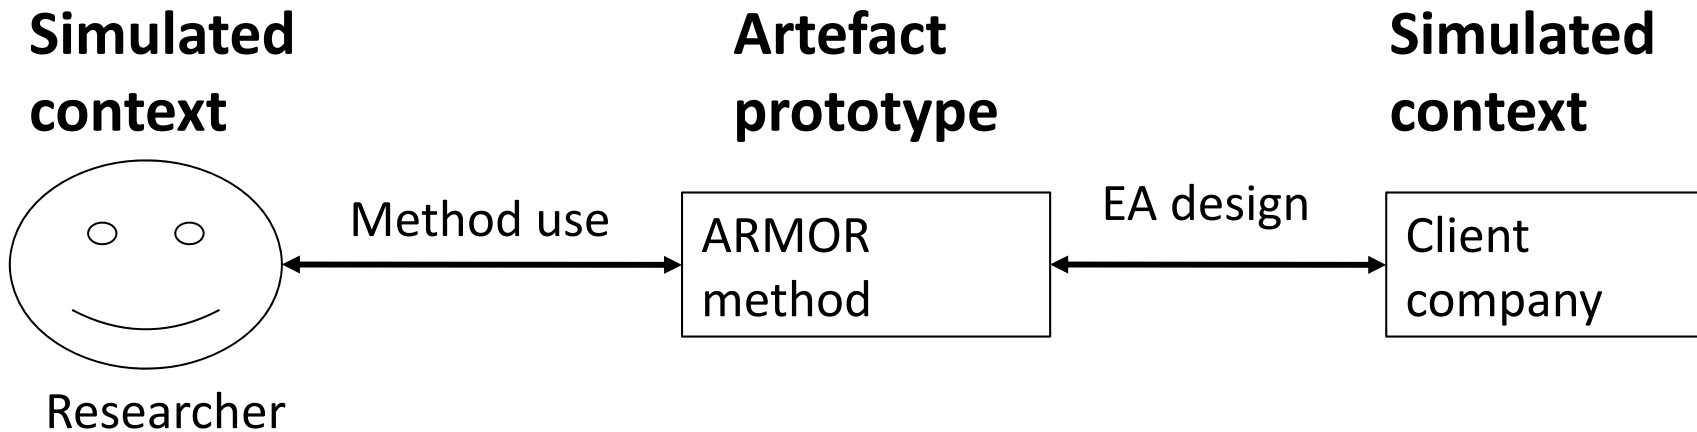 Simulated
context
Artefact
prototype
Simulated
context
Method use
EA design
ARMOR
method
Client
company
Researcher